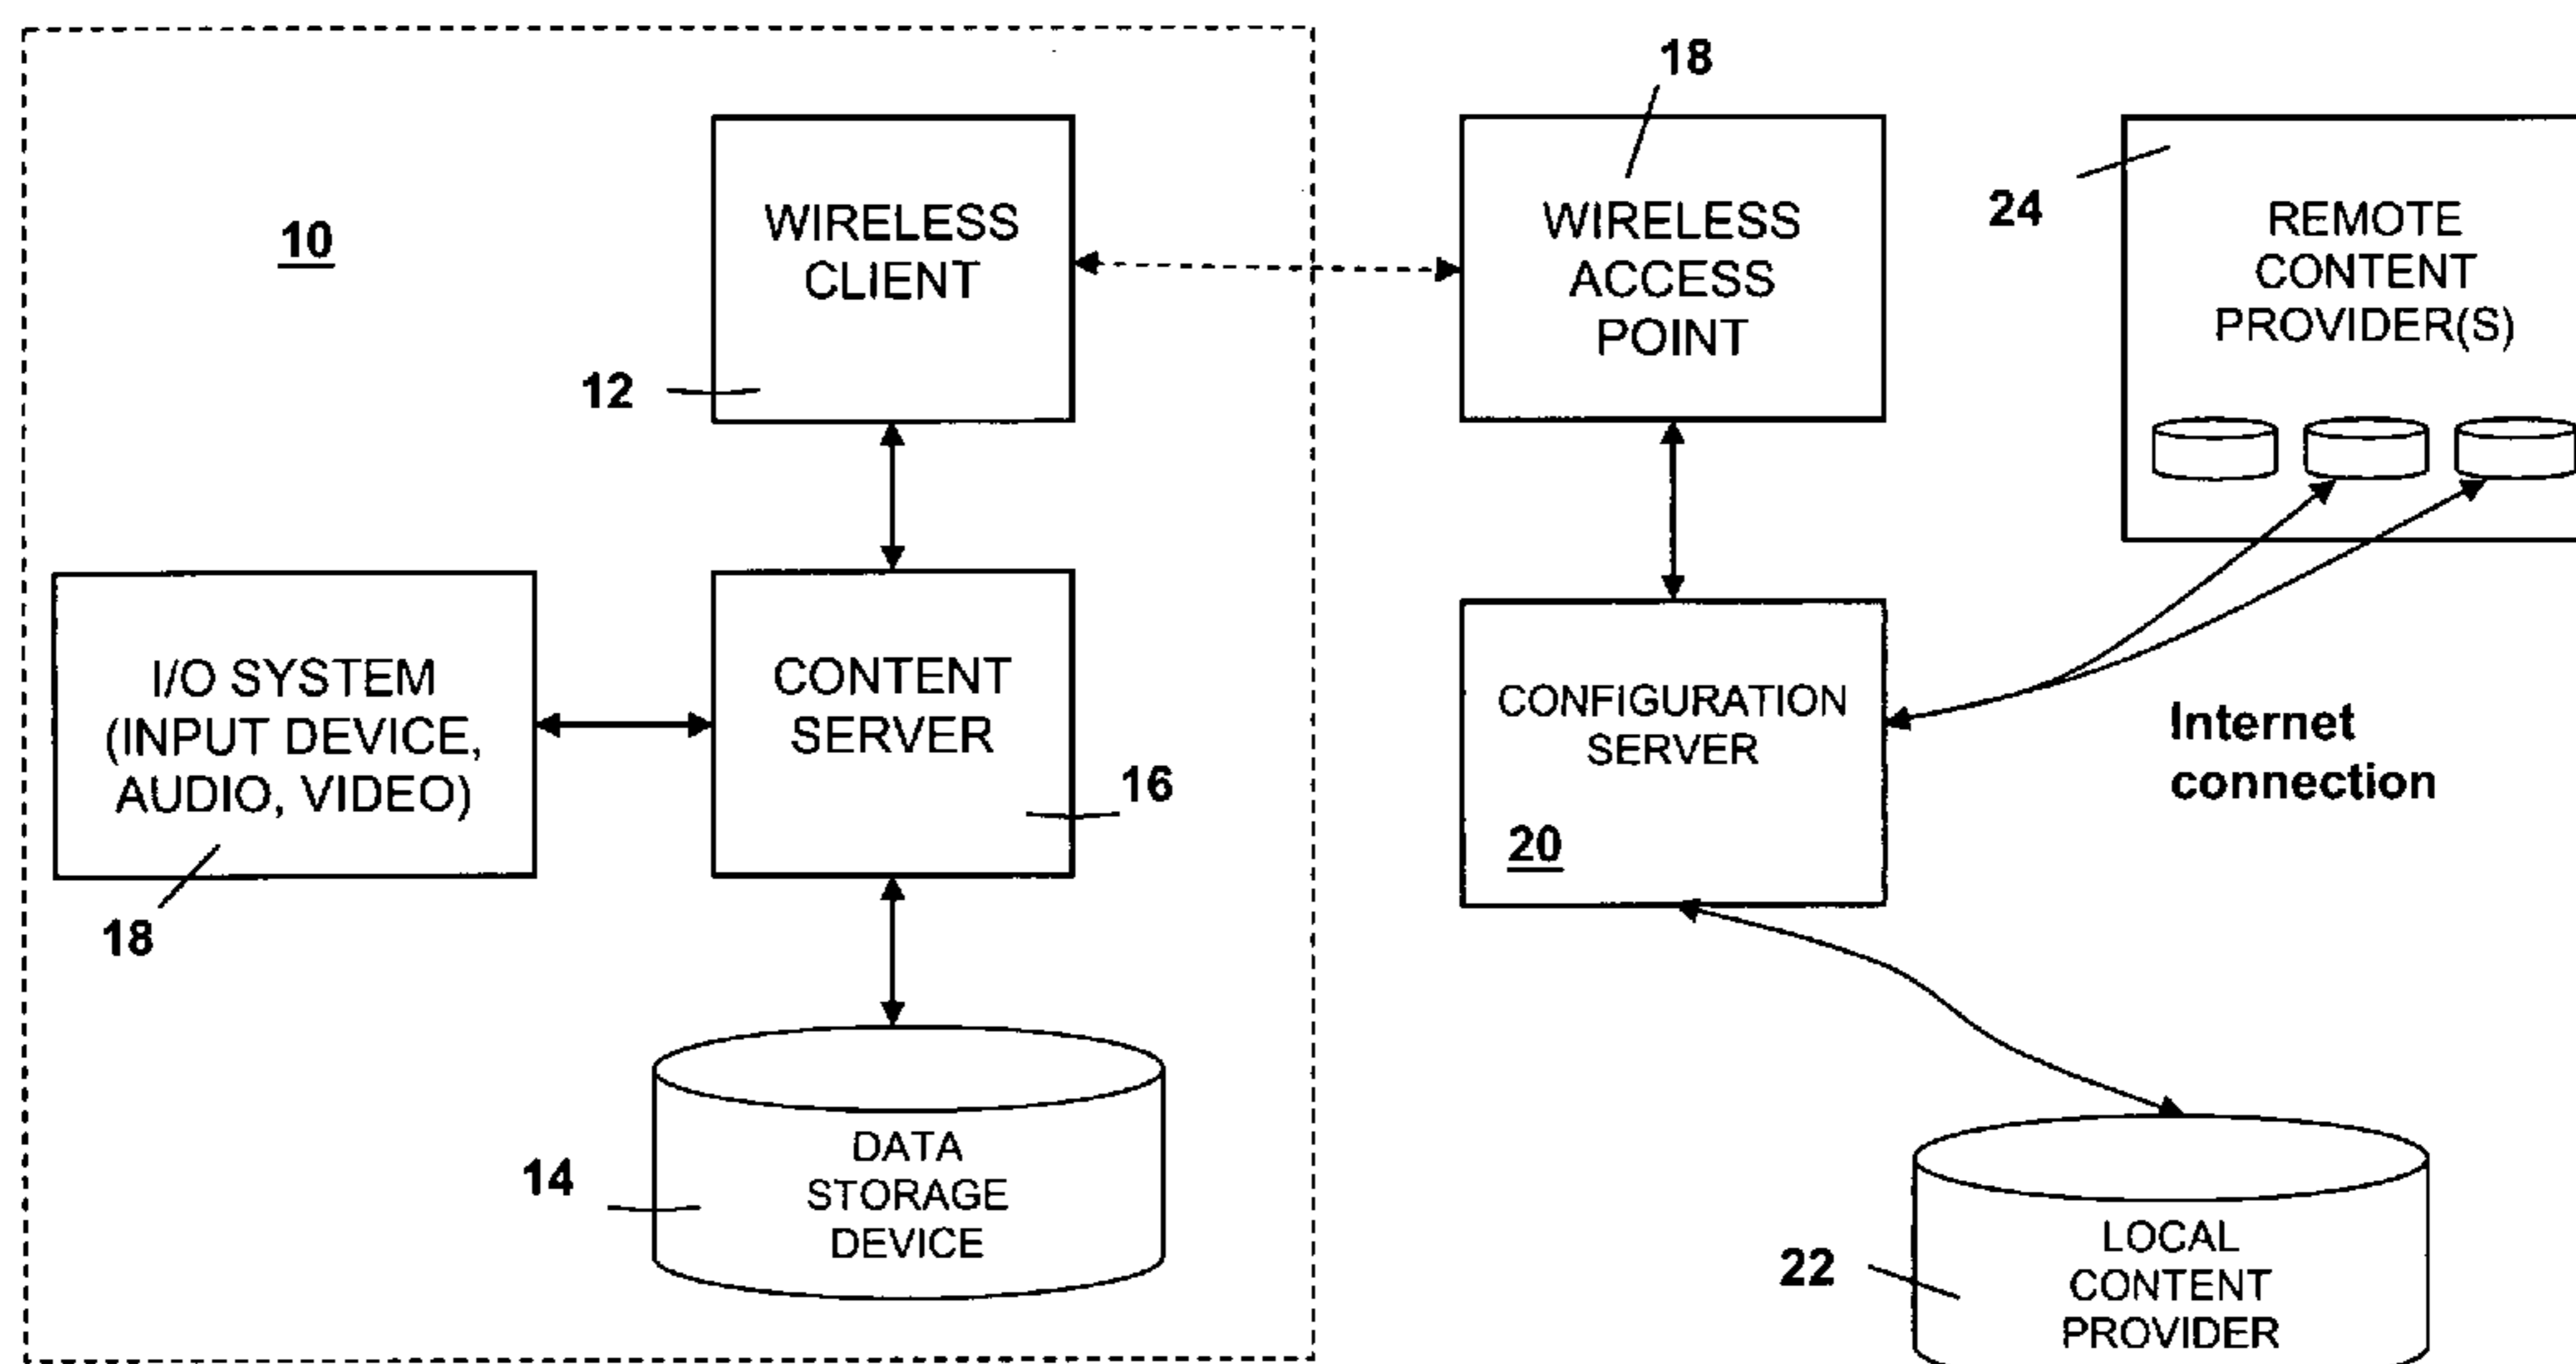 10
WIRELESS
CLIENT
12
18
WIRELESS
ACCESS
POINT
24
REMOTE
CONTENT
PROVIDER(S)
I/O SYSTEM
(INPUT DEVICE,
AUDIO, VIDEO)
18
CONTENT
SERVER
16
CONFIGURATION
SERVER
20
Internet
connection
14
DATA
STORAGE
DEVICE
22
LOCAL
CONTENT
PROVIDER